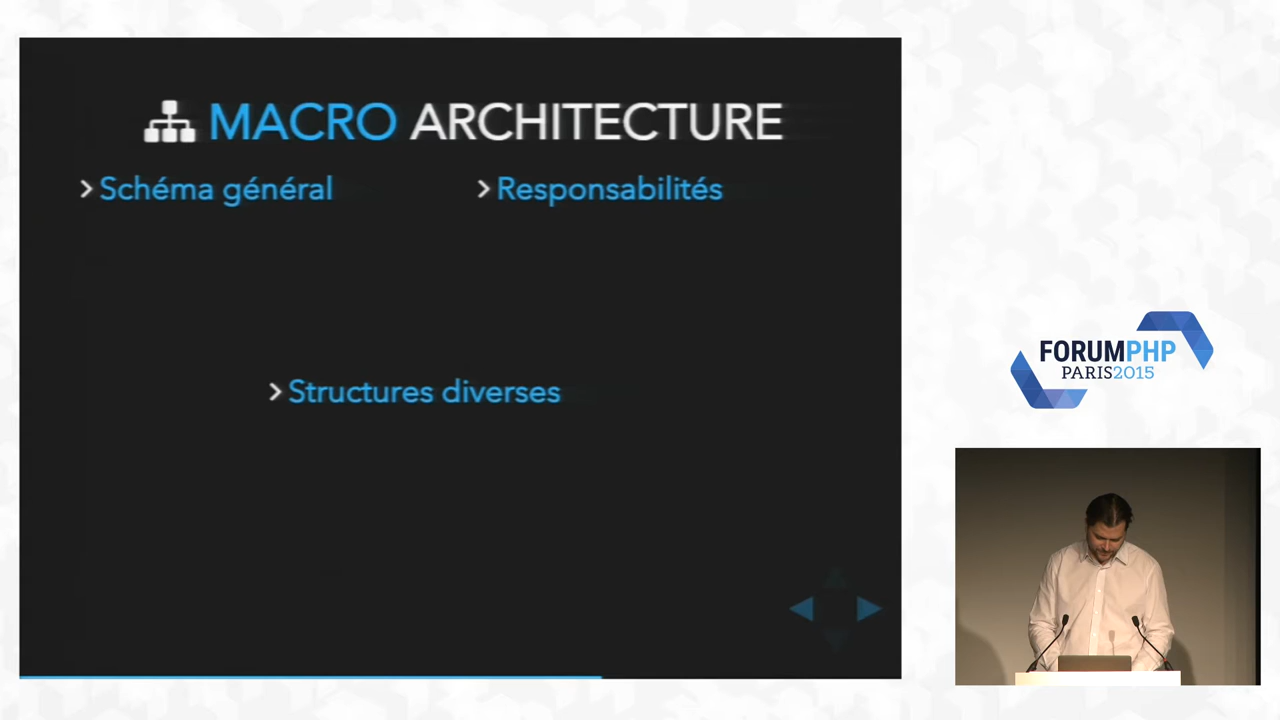 MACRO ARCHITECTURE
Schéma général
Responsabilités
Structures diverses
FORUMPHP
PARIS2015